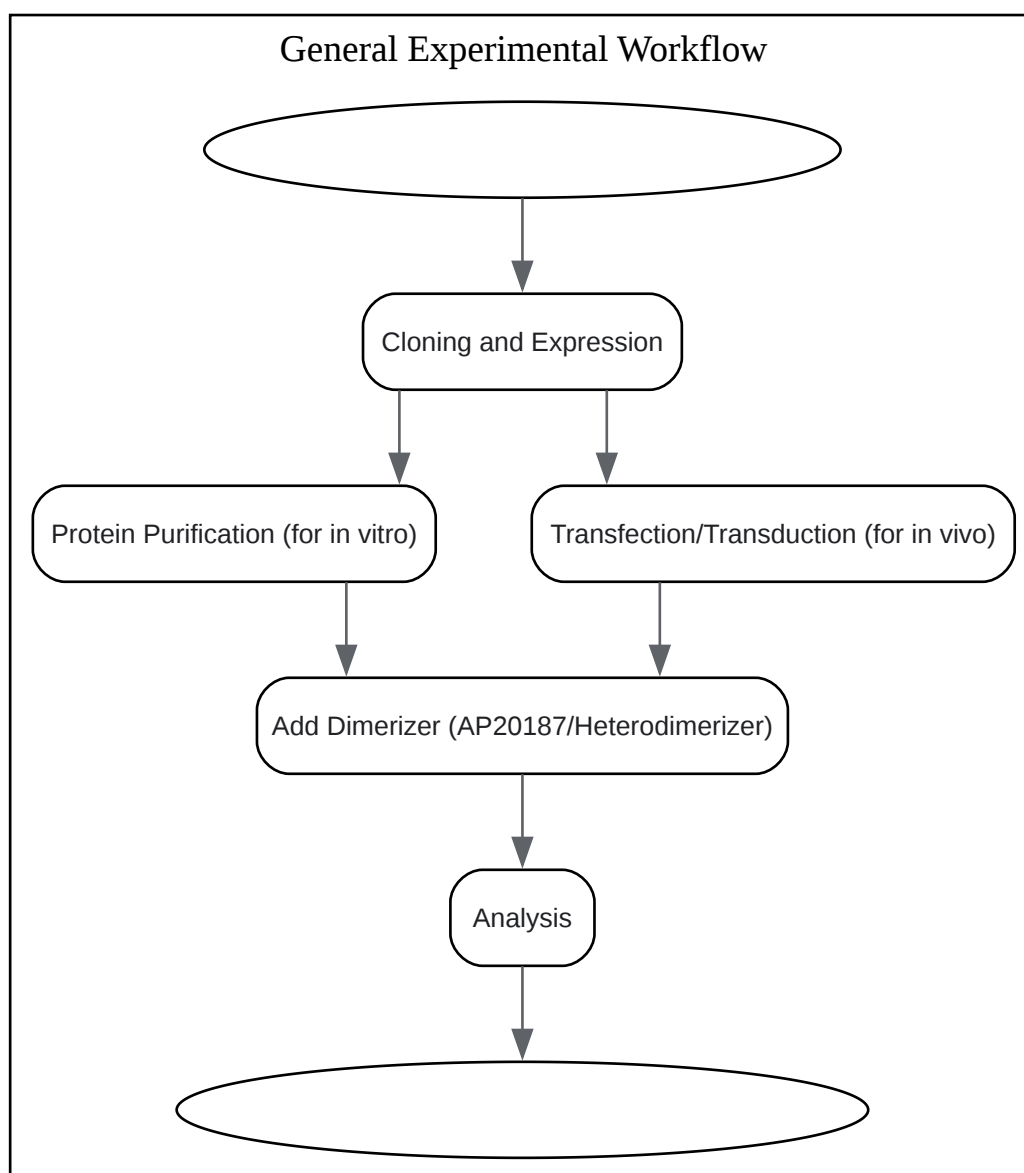 General Experimental Workflow
Cloning and Expression
Protein Purification (for in vitro)
Transfection/Transduction (for in vivo)
Add Dimerizer (AP20187/Heterodimerizer)
Analysis